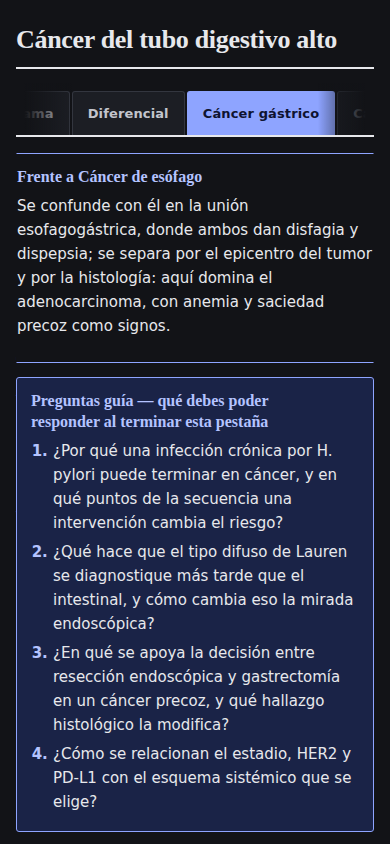 Cáncer del tubo digestivo alto
Diferencial
Cáncer gástrico
Frente a Cáncer de esófago
Se confunde con él en la unión
esofagogástrica, donde ambos dan disfagia y
dispepsia; se separa por el epicentro del tumor
y por la histología: aquí domina el
adenocarcinoma, con anemia y saciedad
precoz como signos.
Preguntas guía — qué debes poder
responder al terminar esta pestaña
1. ¿Por qué una infección crónica por H.
pylori puede terminar en cáncer, y en
qué puntos de la secuencia una
intervención cambia el riesgo?
2. ¿Qué hace que el tipo difuso de Lauren
se diagnostique más tarde que el
intestinal, y cómo cambia eso la mirada
endoscópica?
3. ¿En qué se apoya la decisión entre
resección endoscópica y gastrectomía
en un cáncer precoz, y qué hallazgo
histológico la modifica?
4. ¿Cómo se relacionan el estadio, HER2 y
PD-L1 con el esquema sistémico que se
elige?